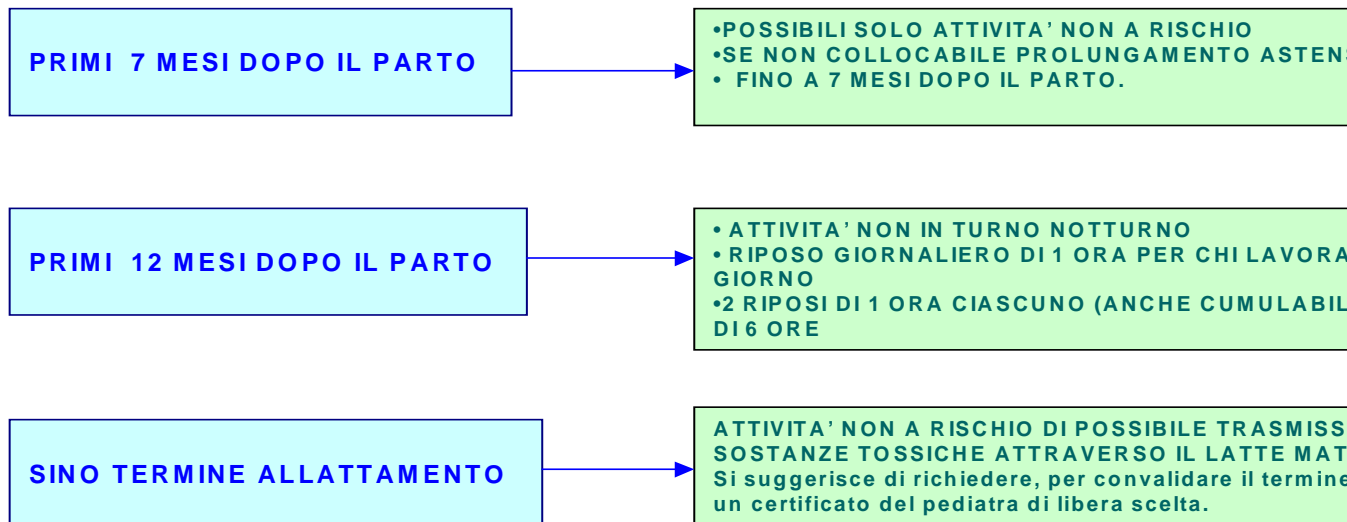 PRIMI 7 MESI DOPO IL PARTO
•POSSIBILI SOLO ATTIVITA' NON A RISCHIO
•SE NON COLLOCABILE PROLUNGAMENTO
• FINO A 7 MESI DOPO IL PARTO.
PRIMI 12 MESI DOPO IL PARTO
• ATTIVITA' NON IN TURNO NOTTURNO
• RIPOSO GIORNALIERO DI 1 ORA PER CHI LAVORA
GIORNO
•2 RIPOSI DI 1 ORA CIASCUNO (ANCHE
DI 6 ORE
SINO TERMINE ALLATTAMENTO
ATTIVITA' NON A RISCHIO DI POSSIBILE
SOSTANZE TOSSICHE ATTRAVERSO IL LATTE
Si suggerisce di richiedere, per convalidare il termine
un certificato del pediatra di libera scelta.